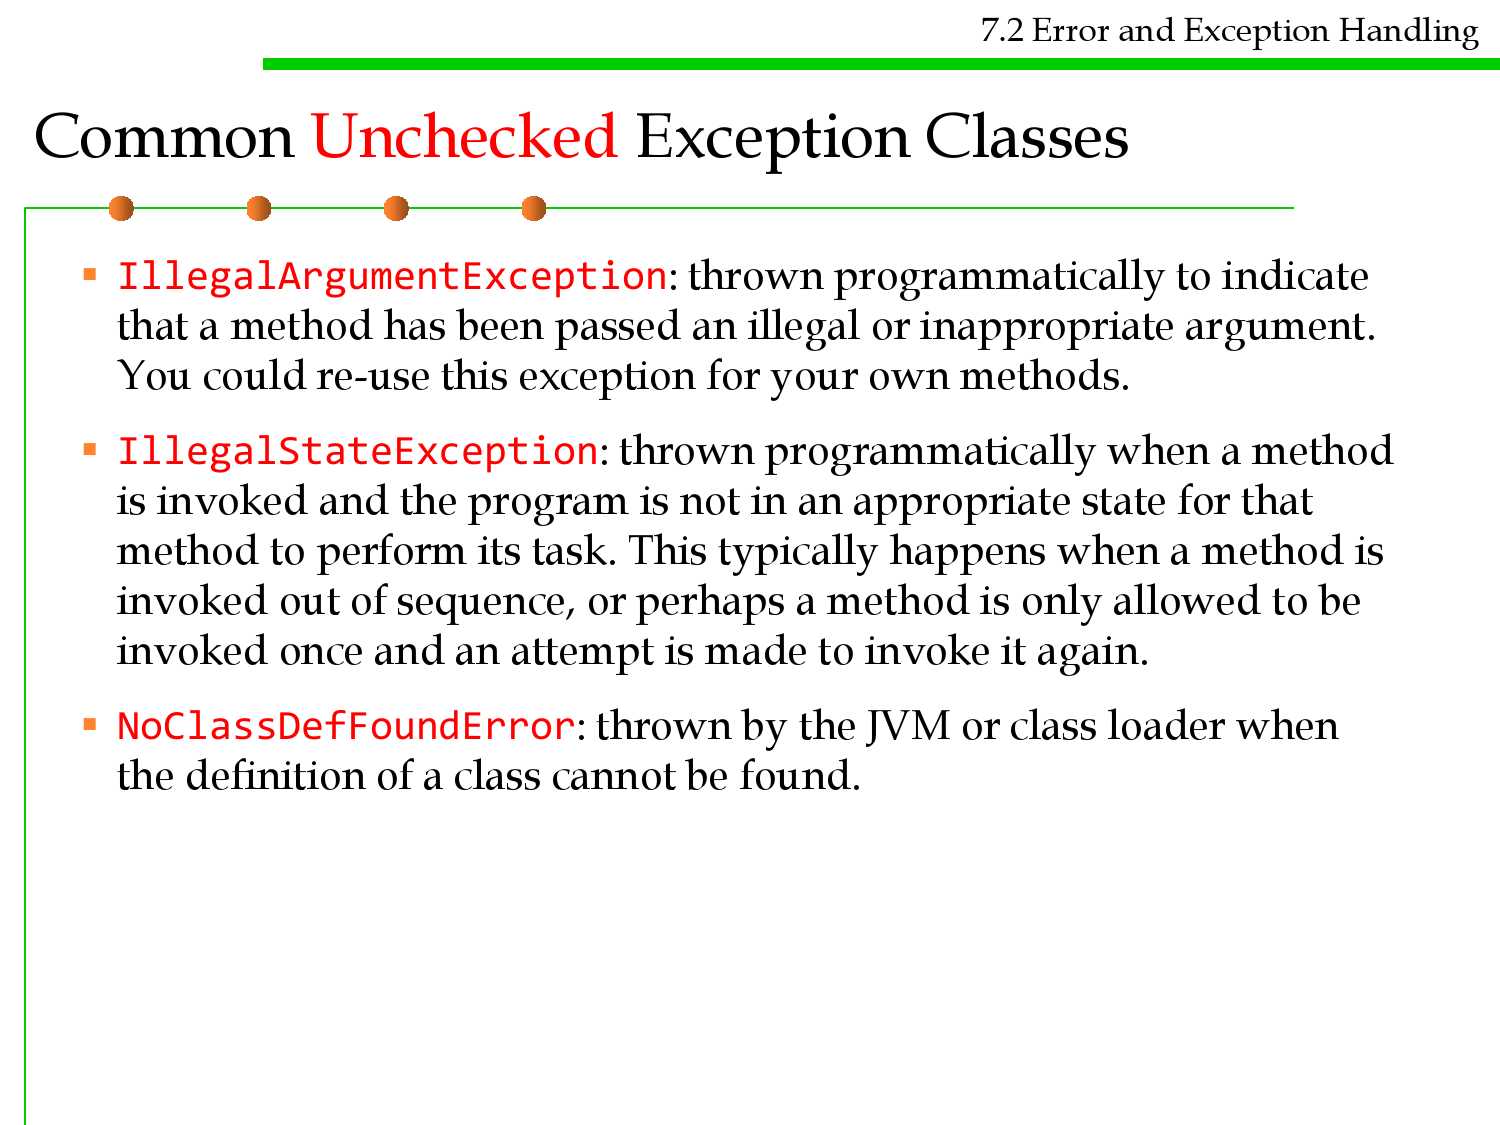 7.2 Error and Exception Handling
Common Unchecked Exception Classes
▪ IllegalArgumentException: thrown programmatically to indicate
that a method has been passed an illegal or inappropriate argument.
You could re-use this exception for your own methods.
▪ IllegalStateException: thrown programmatically when a method
is invoked and the program is not in an appropriate state for that
method to perform its task. This typically happens when a method is
invoked out of sequence, or perhaps a method is only allowed to be
invoked once and an attempt is made to invoke it again.
▪ NoClassDefFoundError: thrown by the JVM or class loader when
the definition of a class cannot be found.